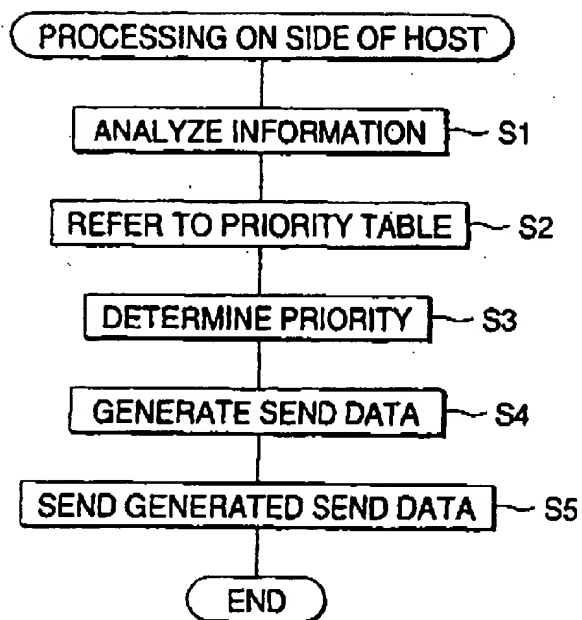 PROCESSING ON SIDE OF HOST
ANALYZE INFORMATION S1
REFER TO PRIORITY TABLE S2
DETERMINE PRIORITY S3
GENERATE SEND DATA S4
SEND GENERATED SEND DATA S5
END